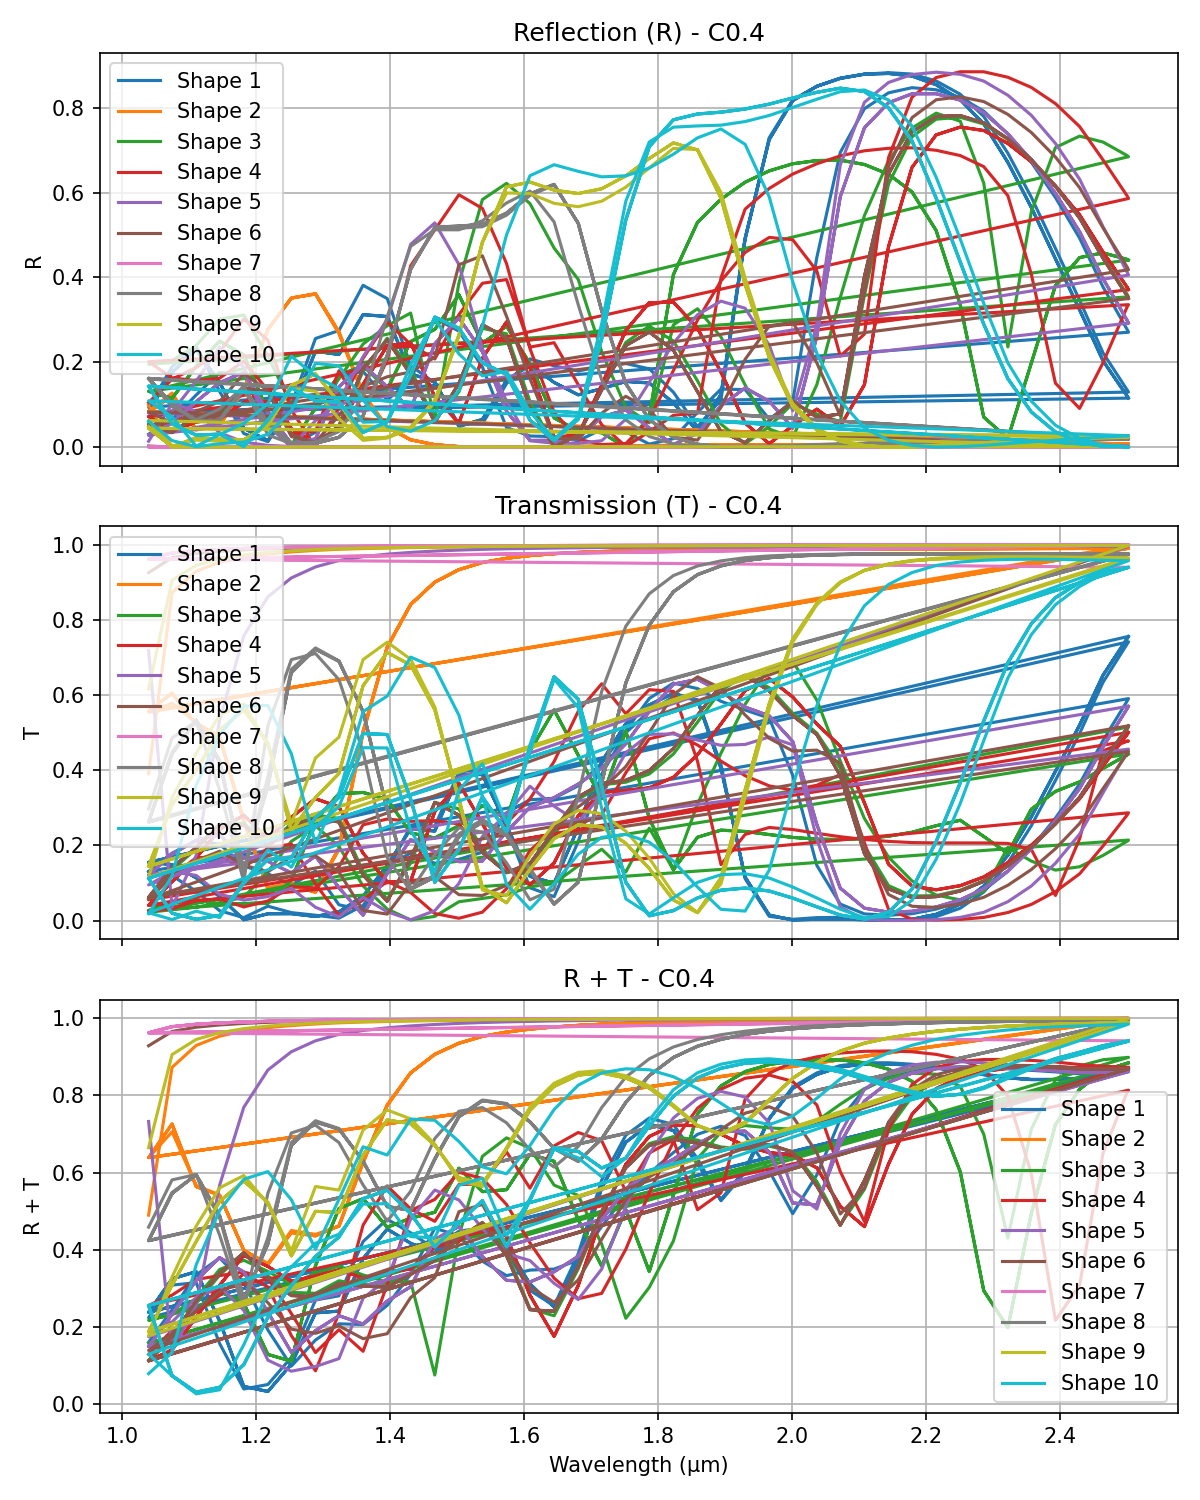 Reflection (R) - C0.4
R
0.8
0.6
0.4
0.2
0.0
Shape 1
Shape 2
Shape 3
Shape 4
Shape 5
Shape 6
Shape 7
Shape 8
Shape 9
Shape 10
Transmission (T) - C0.4
T
1.0
0.8
0.6
0.4
0.2
0.0
Shape 1
Shape 2
Shape 3
Shape 4
Shape 5
Shape 6
Shape 7
Shape 8
Shape 9
Shape 10
R + T - C0.4
R + T
1.0
0.8
0.6
0.4
0.2
0.0
Shape 1
Shape 2
Shape 3
Shape 4
Shape 5
Shape 6
Shape 7
Shape 8
Shape 9
Shape 10
1.0 1.2 1.4 1.6 1.8 2.0 2.2 2.4
Wavelength (μm)